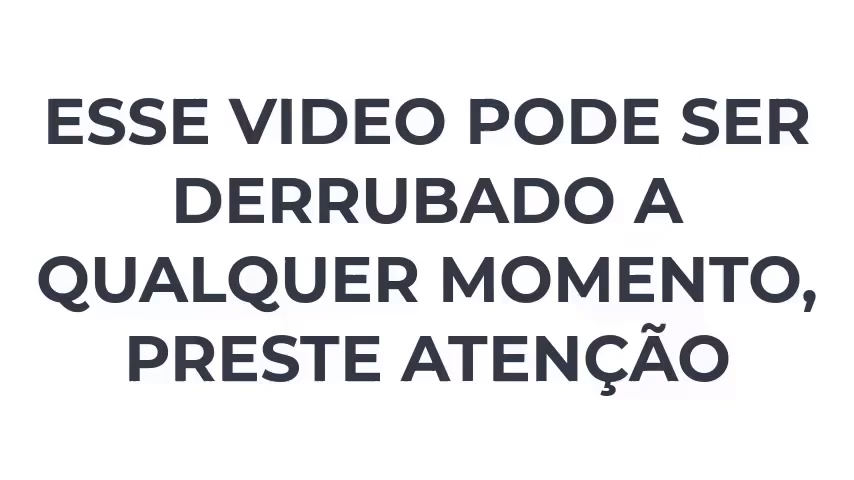 ESSE VIDEO PODE SER
DERRUBADO A
QUALQUER MOMENTO,
PRESTE ATENÇÃO